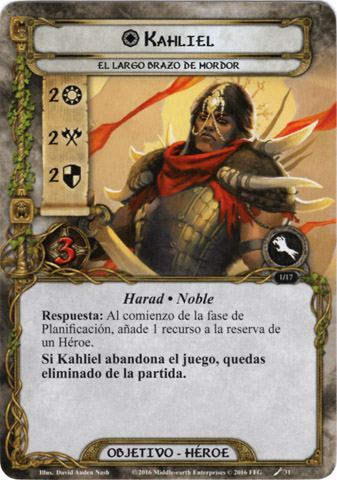 KAHLIEL
EL LARGO BRAZO DE MORDOR
2
2
2
3
1/17
Harad • Noble
Respuesta: Al comienzo de la fase de
Planificación, añade 1 recurso a la reserva de
un Héroe.
Si Kahliel abandona el juego, quedas
eliminado de la partida.
OBJETIVO - HÉROE
Illus. David Auden Nash
©2016 Middle-earth Enterprises © 2016 FFG
31